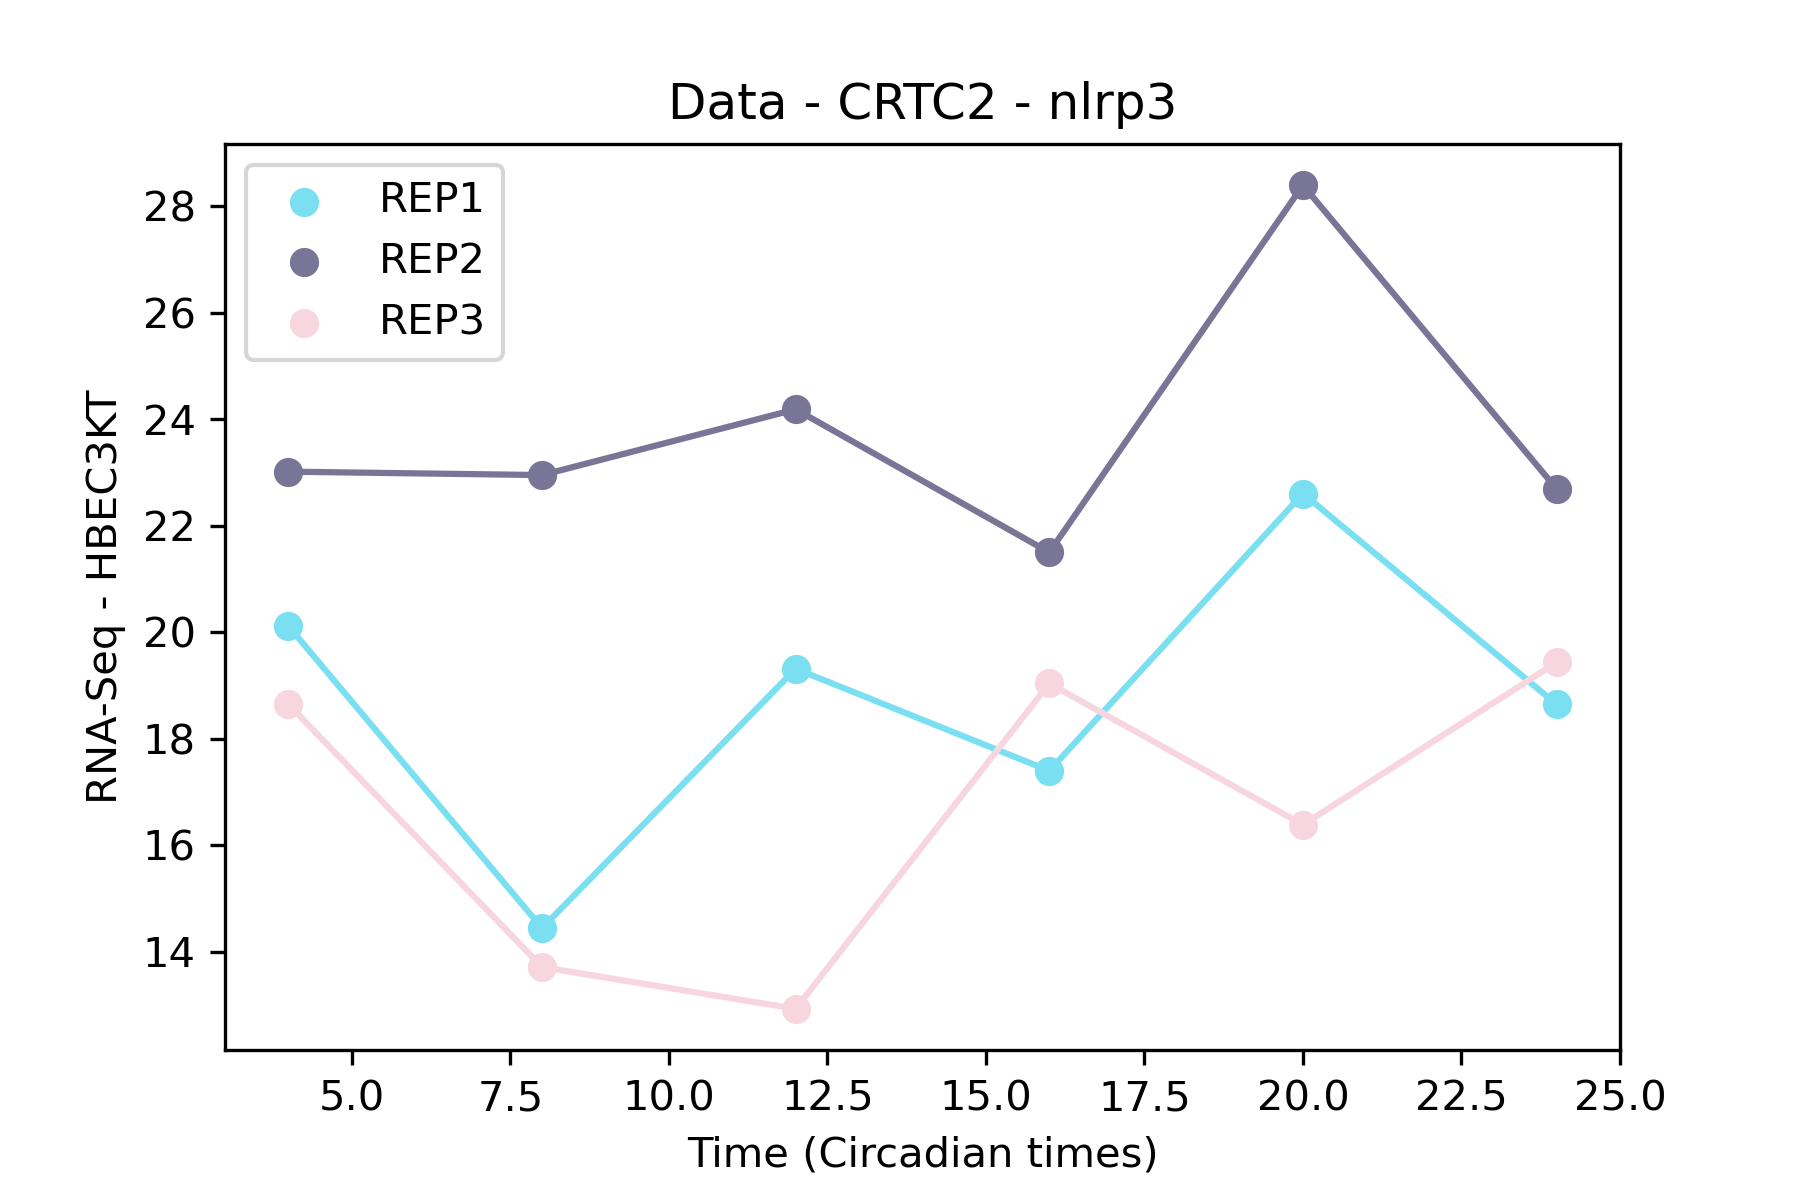 Data - CRTC2 - nlrp3
REP1
REP2
REP3
RNA-Seq - HBEC3KT
28
26
24
22
20
18
16
14
5.0 7.5 10.0 12.5 15.0 17.5 20.0 22.5 25.0
Time (Circadian times)